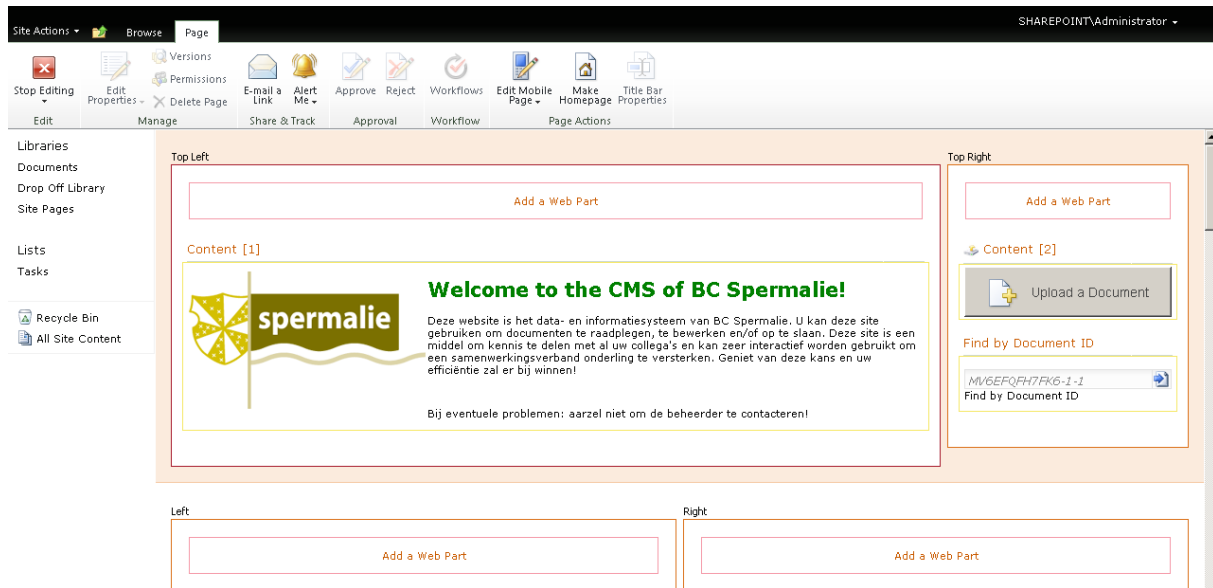 SHAREPOINT\Administrator
Site Actions Browse Page
Stop Editing
Edit Properties
Versions
Permissions
Delete Page
E-mail a Link
Alert Me
Approve
Reject
Workflows
Edit Mobile Page
Make Homepage
Title Bar Properties
Edit
Manage
Share & Track
Approval
Workflow
Page Actions
Libraries
Documents
Drop Off Library
Site Pages
Lists
Tasks
Recycle Bin
All Site Content
Top Left
Add a Web Part
Content [1]
spermalie
Welcome to the CMS of BC Spermalie!
Deze website is het data- en informatiesysteem van BC Spermalie. U kan deze site
gebruiken om documenten te raadplegen, te bewerken en/of op te slaan. Deze site is een
middel om kennis te delen met al uw collega's en kan zeer interactief worden gebruikt om
een samenwerkingsverband onderling te versterken. Geniet van deze kans en uw
efficiëntie zal er bij winnen!
Bij eventuele problemen: aarzel niet om de beheerder te contacteren!
Top Right
Add a Web Part
Content [2]
Upload a Document
Find by Document ID
MV6EFQFH7FK6-1-1
Find by Document ID
Left
Add a Web Part
Right
Add a Web Part